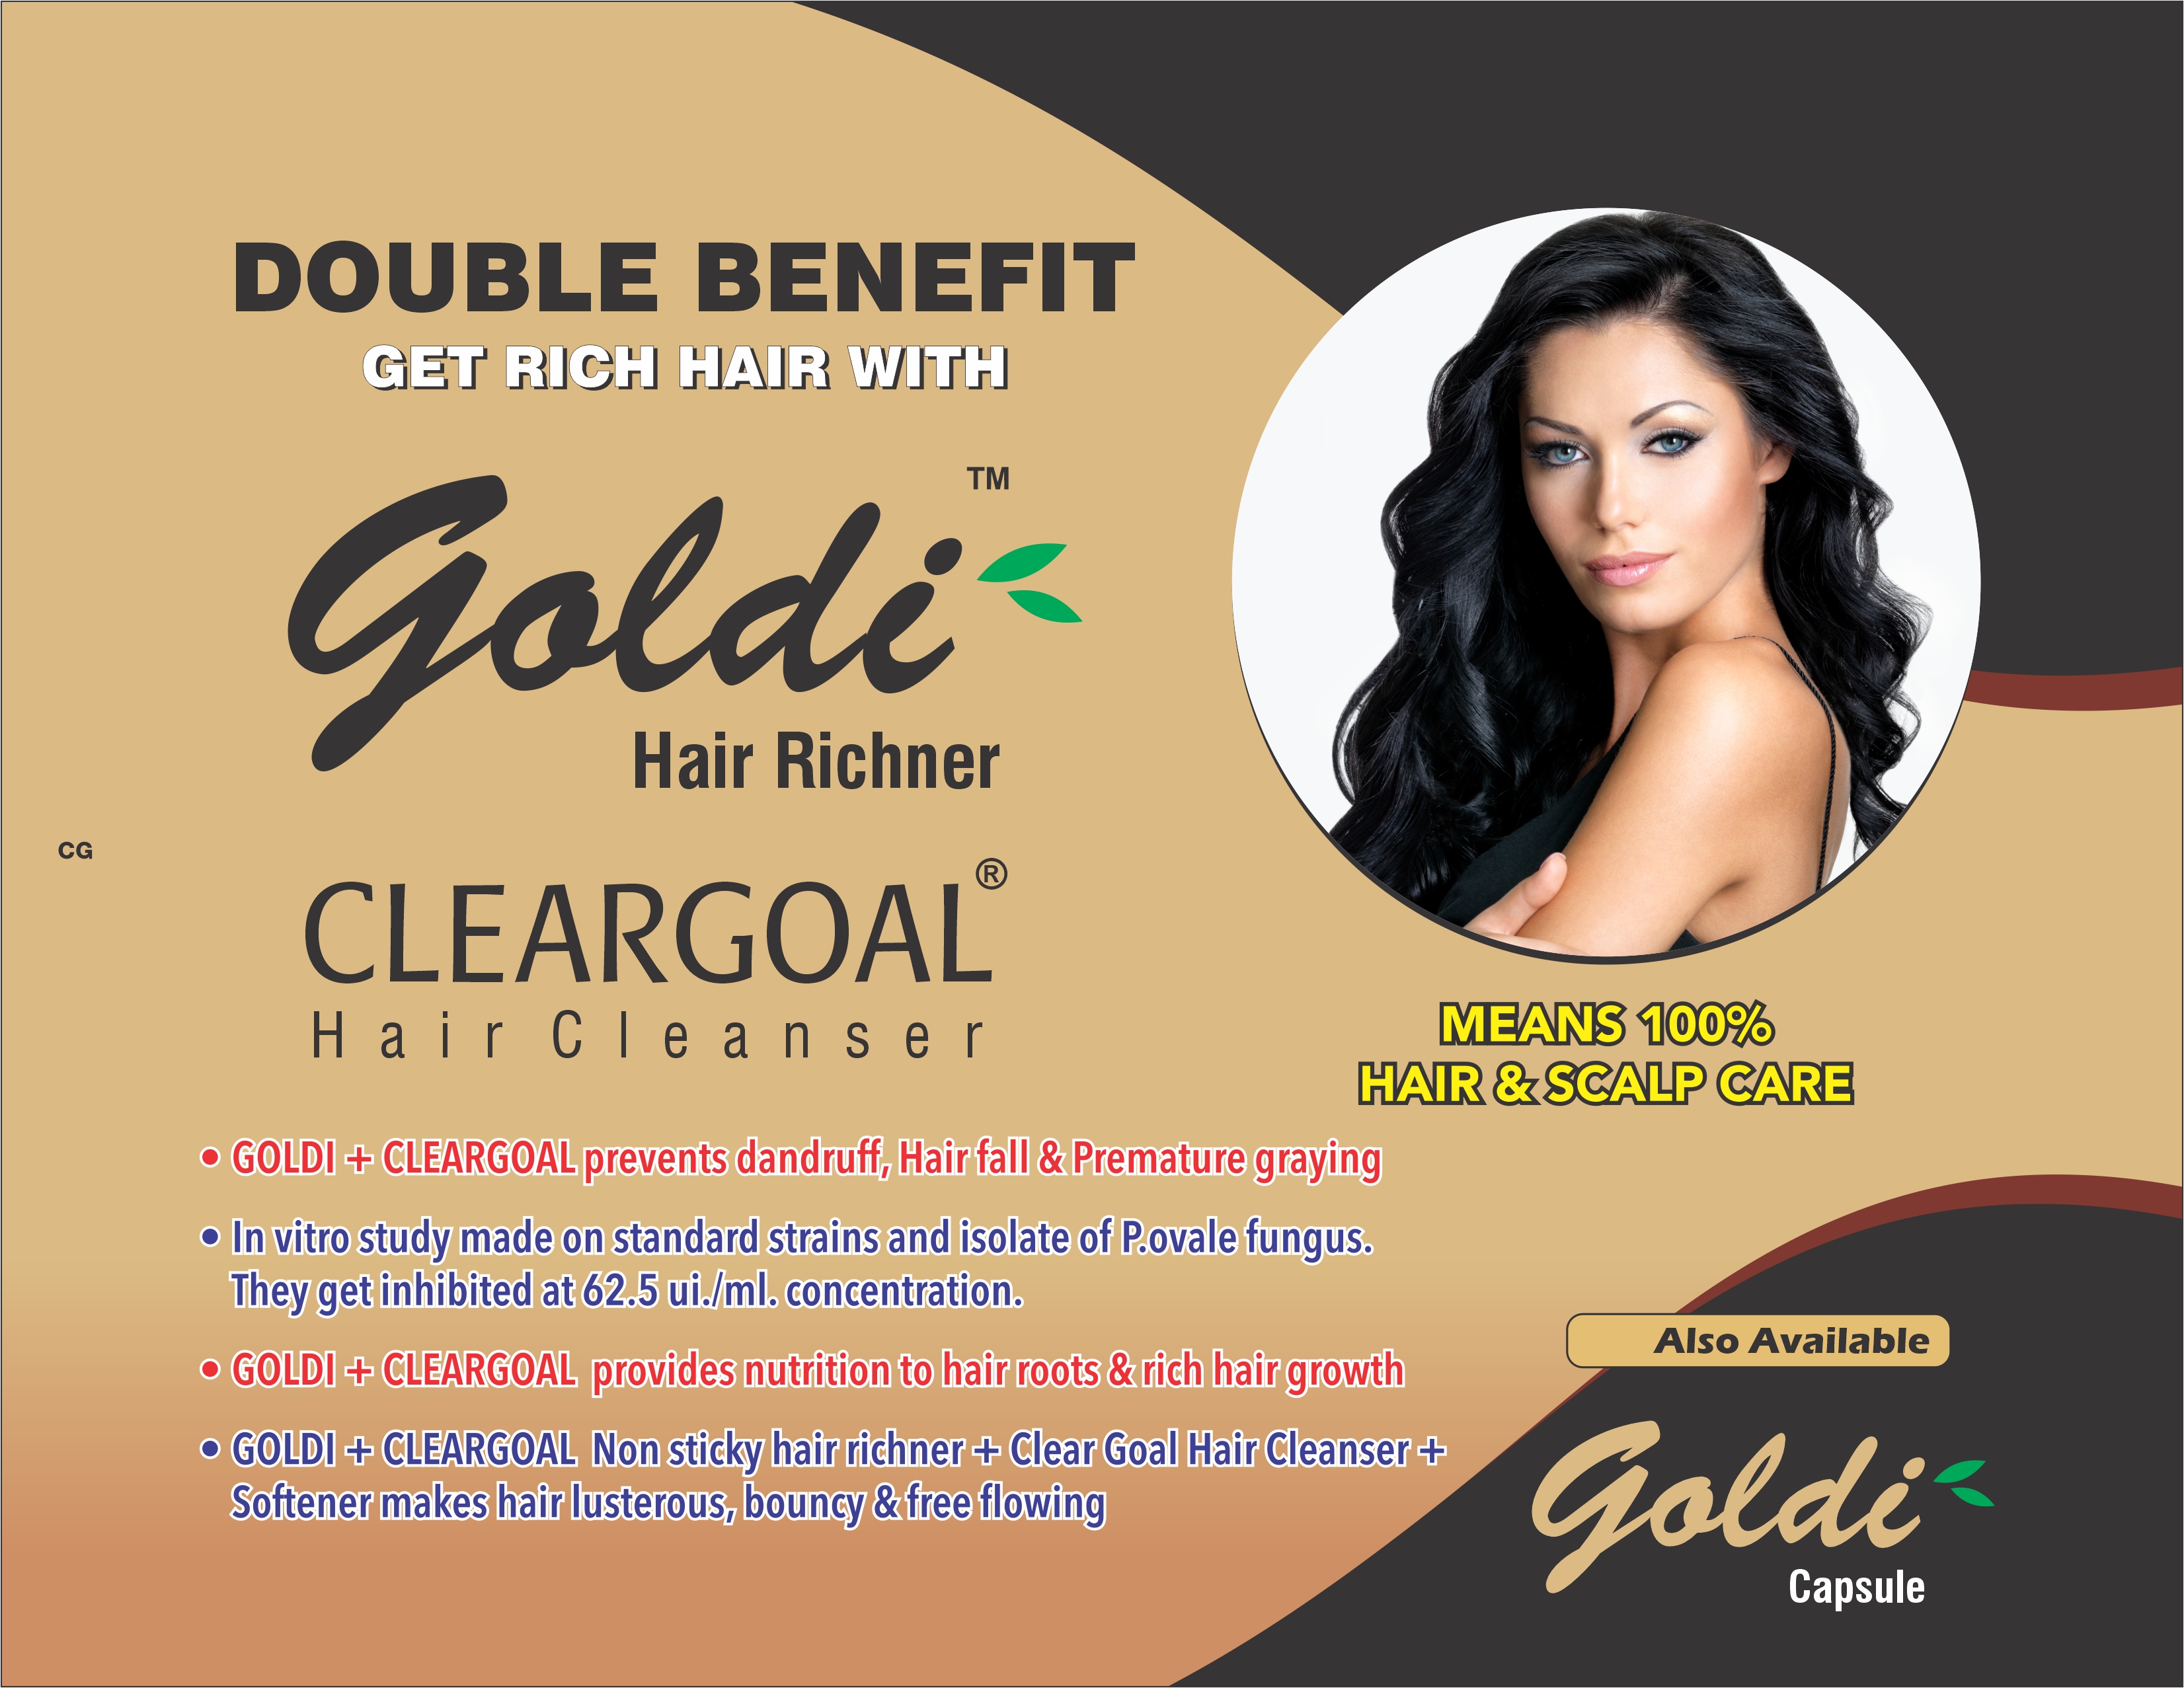 DOUBLE BENEFIT
GET RICH HAIR WITH
Goldi™
Hair Richner
CG
CLEARGOAL®
Hair Cleanser
MEANS 100%
HAIR & SCALP CARE
• GOLDI + CLEARGOAL prevents dandruff, Hair fall & Premature graying
• In vitro study made on standard strains and isolate of P.ovale fungus.
They get inhibited at 62.5 ui./ml. concentration.
• GOLDI + CLEARGOAL provides nutrition to hair roots & rich hair growth
• GOLDI + CLEARGOAL Non sticky hair richner + Clear Goal Hair Cleanser +
Softener makes hair lusterous, bouncy & free flowing
Also Available
Goldi
Capsule